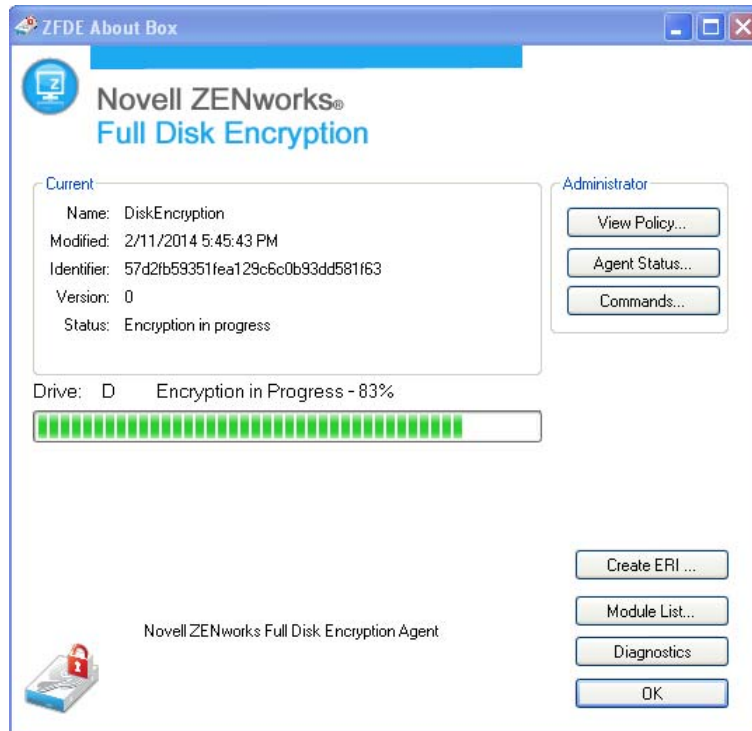 ZFDE About Box
Z
Novell ZENworks®
Full Disk Encryption
Current
Name: DiskEncryption
Modified: 2/11/2014 5:45:43 PM
Identifier: 57d2fb59351fea129c6c0b93dd581f63
Version: 0
Status: Encryption in progress
Administrator
View Policy...
Agent Status...
Commands...
Drive: D Encryption in Progress - 83%
Create ERI ...
Module List...
Novell ZENworks Full Disk Encryption Agent
Diagnostics
OK